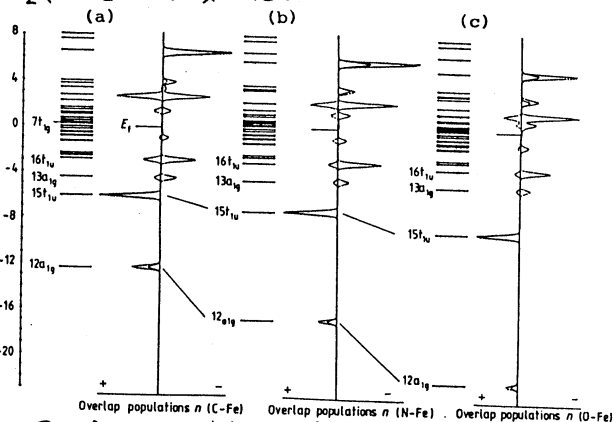 (a) (b) (c)
8
4
0
-4
-8
-12
-16
-20
7t1g
16t1u
13a1g
15t1u
12a1g
Ef
+ −
Overlap populations n (C-Fe)
16t1u
13a1g
15t1u
12a1g
+ −
Overlap populations n (N-Fe)
16t1u
13a1g
15t1u
12a1g
+ −
Overlap populations n (O-Fe)